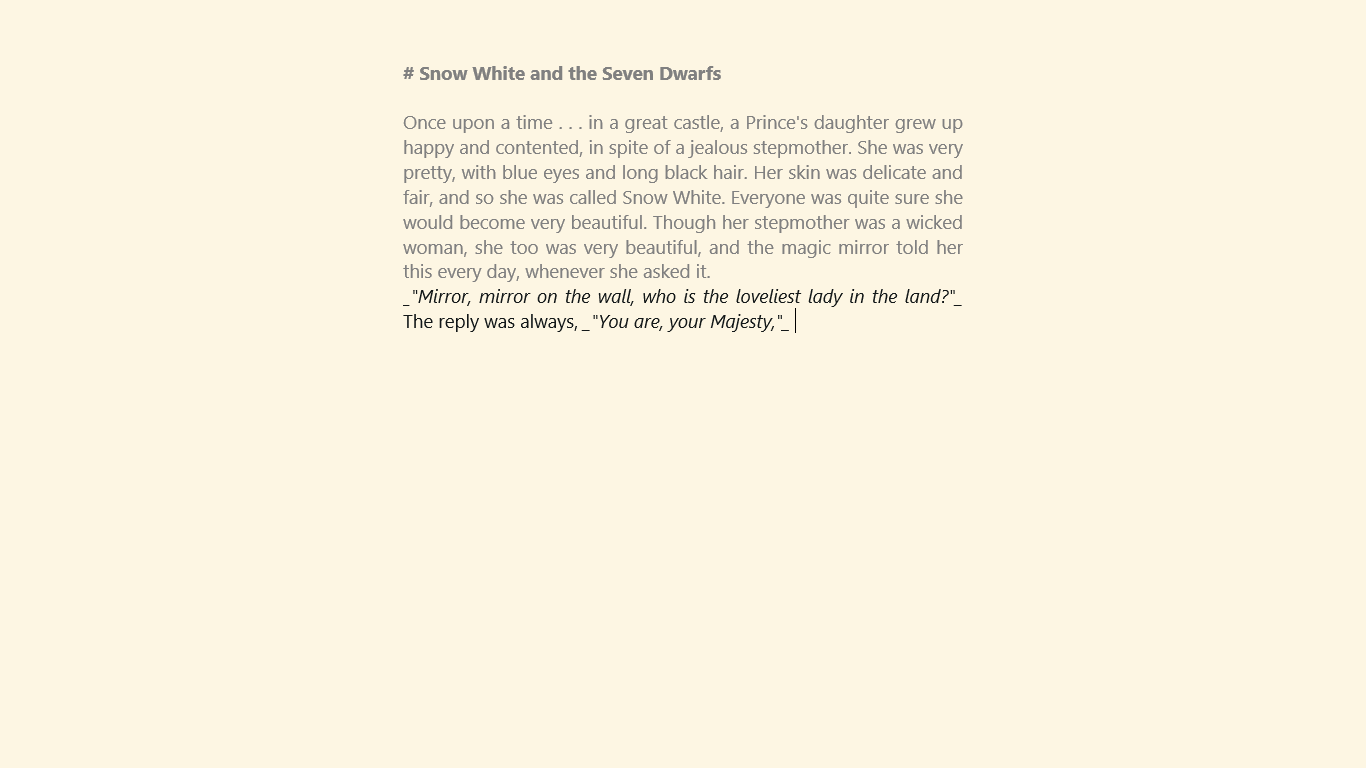 # Snow White and the Seven Dwarfs
Once upon a time . . . in a great castle, a Prince's daughter grew up
happy and contented, in spite of a jealous stepmother. She was very
pretty, with blue eyes and long black hair. Her skin was delicate and
fair, and so she was called Snow White. Everyone was quite sure she
would become very beautiful. Though her stepmother was a wicked
woman, she too was very beautiful, and the magic mirror told her
this every day, whenever she asked it.
_"Mirror, mirror on the wall, who is the loveliest lady in the land?"_
The reply was always, _"You are, your Majesty,"_